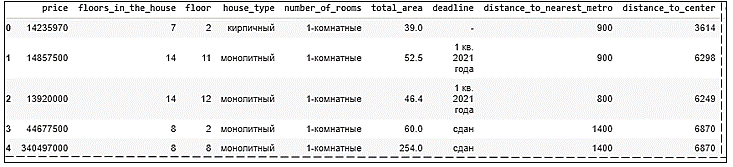 price floors_in_the_house floor house_type number_of_rooms total_area deadline distance_to_nearest_metro distance_to_center
0 14235970 7 2 кирпичный 1-комнатные 39.0 - 900 3614
1 14857500 14 11 монолитный 1-комнатные 52.5 1 кв. 2021 года 900 6298
2 13920000 14 12 монолитный 1-комнатные 46.4 1 кв. 2021 года 800 6249
3 44677500 8 2 монолитный 1-комнатные 60.0 сдан 1400 6870
4 340497000 8 8 монолитный 1-комнатные 254.0 сдан 1400 6870